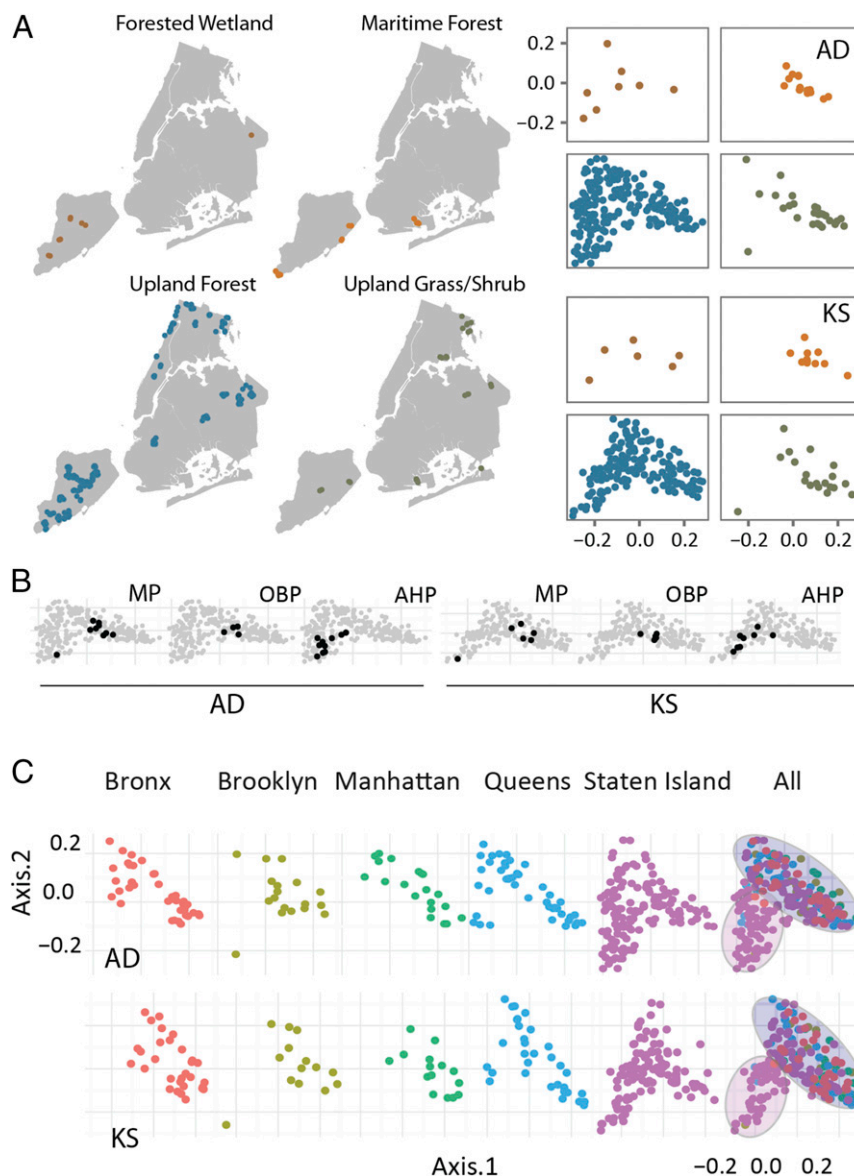 A
Forested Wetland
Maritime Forest
0.2
0.0
−0.2
AD
Upland Forest
Upland Grass/Shrub
KS
−0.2 0.0 0.2
−0.2 0.0 0.2
B
MP OBP AHP
MP OBP AHP
AD
KS
C
Bronx Brooklyn Manhattan Queens Staten Island All
Axis.2
0.2
0.0
−0.2
AD
KS
Axis.1
−0.2 0.0 0.2